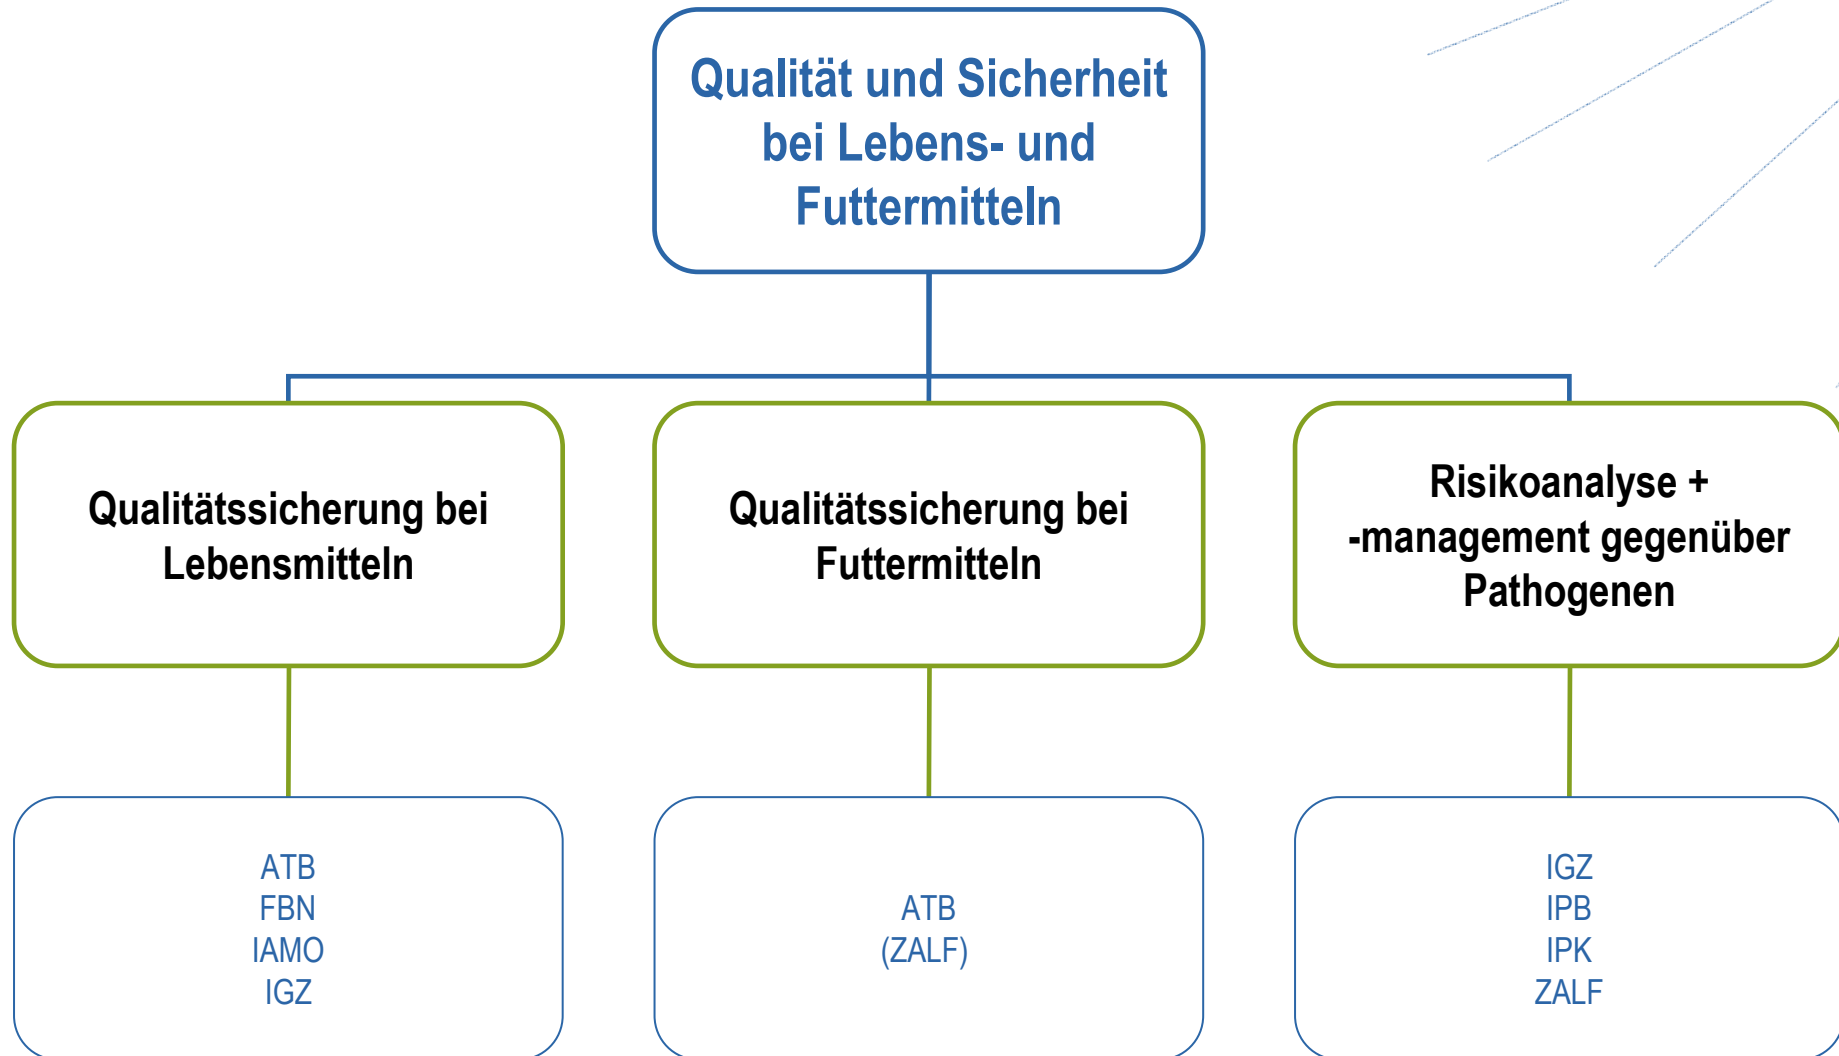 Qualität und Sicherheit
bei Lebens- und
Futtermitteln
Qualitätssicherung bei
Lebensmitteln
Qualitätssicherung bei
Futtermitteln
Risikoanalyse +
-management gegenüber
Pathogenen
ATB
FBN
IAMO
IGZ
ATB
(ZALF)
IGZ
IPB
IPK
ZALF